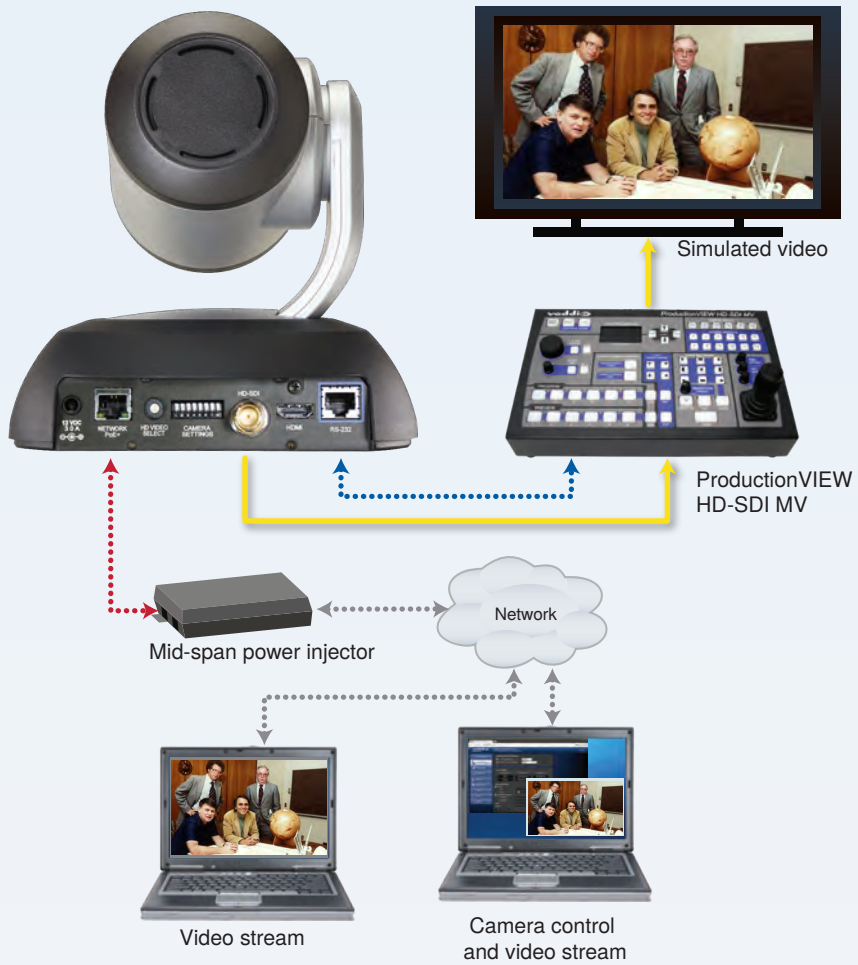 Simulated video
vaddio
ProductionVIEW HD-SDI MV
12 VDC
3.0 A
NETWORK
PoE+
HD VIDEO
SELECT
CAMERA
SETTINGS
HD-SDI
HDMI
RS-232
ProductionVIEW
HD-SDI MV
Mid-span power injector
Network
Video stream
Camera control
and video stream